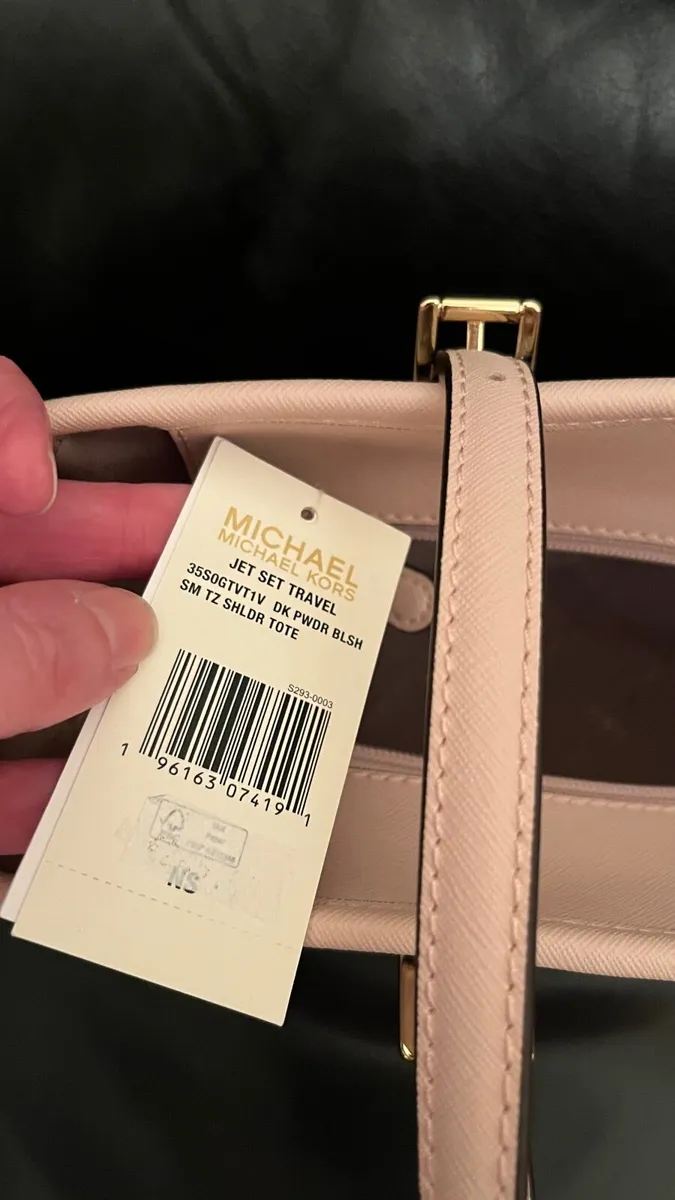 MICHAEL
MICHAEL KORS
JET SET TRAVEL
35S0GTVT1V DK PWDR BLSH
SM TZ SHLDR TOTE
S293-0003
1 96163 07419 1
NS